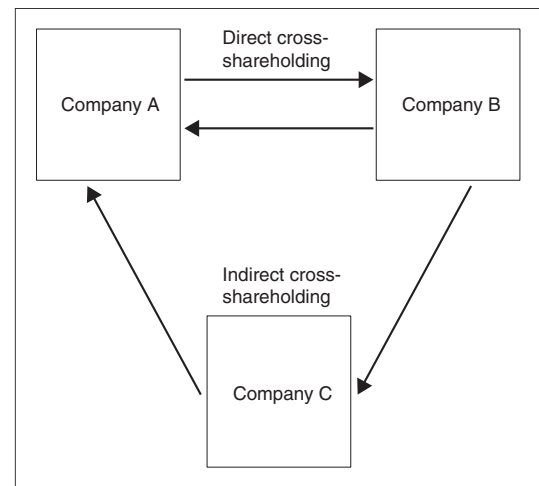 Direct cross-
shareholding
Company A
Company B
Indirect cross-
shareholding
Company C